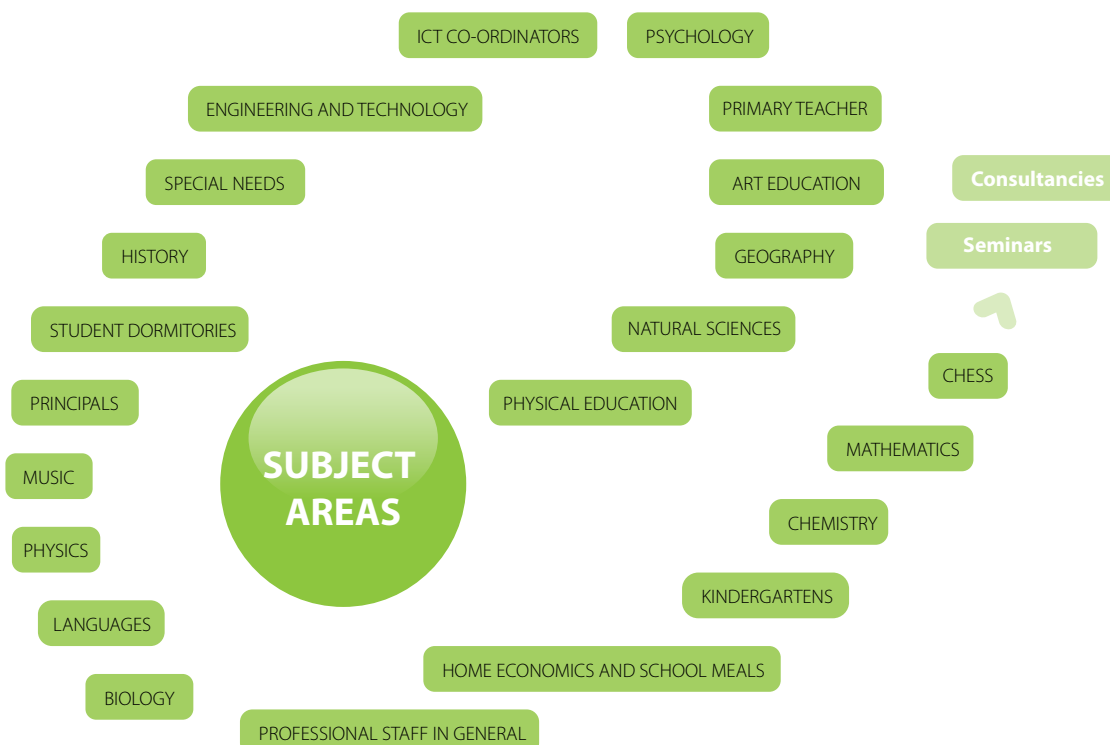 ICT CO-ORDINATORS
PSYCHOLOGY
ENGINEERING AND TECHNOLOGY
PRIMARY TEACHER
SPECIAL NEEDS
ART EDUCATION
Consultancies
HISTORY
GEOGRAPHY
Seminars
STUDENT DORMITORIES
NATURAL SCIENCES
CHESS
PRINCIPALS
PHYSICAL EDUCATION
MATHEMATICS
SUBJECT
AREAS
MUSIC
CHEMISTRY
PHYSICS
KINDERGARTENS
LANGUAGES
HOME ECONOMICS AND SCHOOL MEALS
BIOLOGY
PROFESSIONAL STAFF IN GENERAL